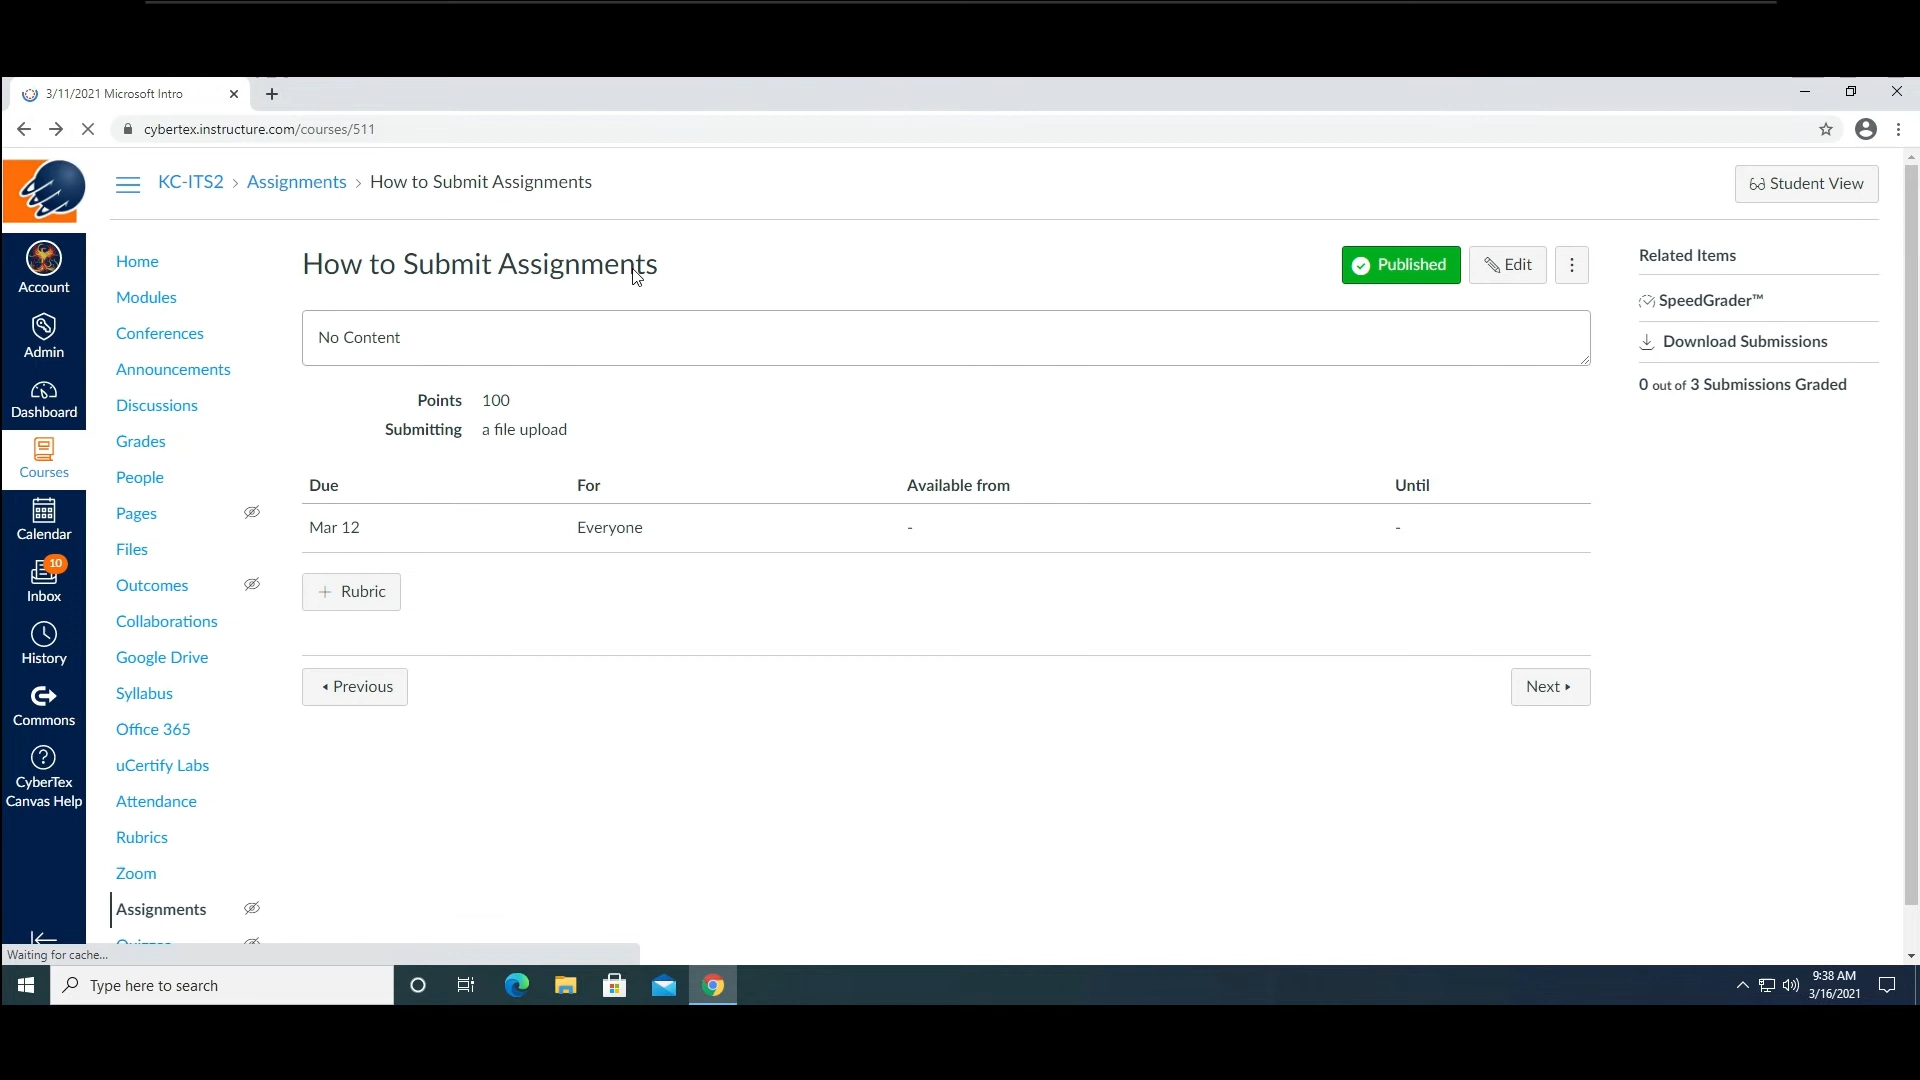 3/11/2021 Microsoft Intro
cybertex.instructure.com/courses/511
KC-ITS2 › Assignments › How to Submit Assignments
Student View
Account
Admin
Dashboard
Courses
Calendar
10
Inbox
History
Commons
CyberTex
Canvas Help
Home
Modules
Conferences
Announcements
Discussions
Grades
People
Pages
Files
Outcomes
Collaborations
Google Drive
Syllabus
Office 365
uCertify Labs
Attendance
Rubrics
Zoom
Assignments
Quizzes
How to Submit Assignments
Published
Edit
No Content
Points 100
Submitting a file upload
Due For Available from Until
Mar 12 Everyone - -
+ Rubric
Previous
Next
Related Items
SpeedGrader™
Download Submissions
0 out of 3 Submissions Graded
Waiting for cache...
Type here to search
9:38 AM
3/16/2021